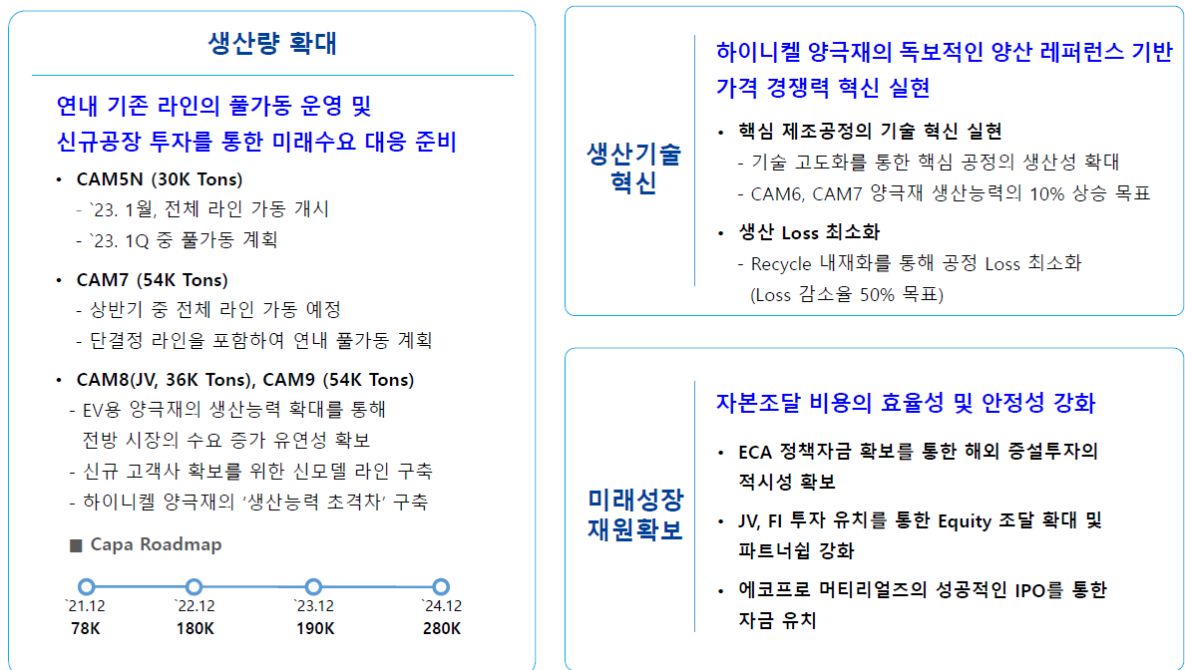 생산량 확대
연내 기존 라인의 풀가동 운영 및
신규공장 투자를 통한 미래수요 대응 준비
• CAM5N (30K Tons)
- `23. 1월, 전체 라인 가동 개시
- `23. 1Q 중 풀가동 계획
• CAM7 (54K Tons)
- 상반기 중 전체 라인 가동 예정
- 단결정 라인을 포함하여 연내 풀가동 계획
• CAM8(JV, 36K Tons), CAM9 (54K Tons)
- EV용 양극재의 생산능력 확대를 통해
전방 시장의 수요 증가 유연성 확보
- 신규 고객사 확보를 위한 신모델 라인 구축
- 하이니켈 양극재의 ‘생산능력 초격차’ 구축
■ Capa Roadmap
`21.12 `22.12 `23.12 `24.12
78K 180K 190K 280K
생산기술
혁신
하이니켈 양극재의 독보적인 양산 레퍼런스 기반
가격 경쟁력 혁신 실현
• 핵심 제조공정의 기술 혁신 실현
- 기술 고도화를 통한 핵심 공정의 생산성 확대
- CAM6, CAM7 양극재 생산능력의 10% 상승 목표
• 생산 Loss 최소화
- Recycle 내재화를 통해 공정 Loss 최소화
(Loss 감소율 50% 목표)
미래성장
재원확보
자본조달 비용의 효율성 및 안정성 강화
• ECA 정책자금 확보를 통한 해외 증설투자의
적시성 확보
• JV, FI 투자 유치를 통한 Equity 조달 확대 및
파트너쉽 강화
• 에코프로 머티리얼즈의 성공적인 IPO를 통한
자금 유치